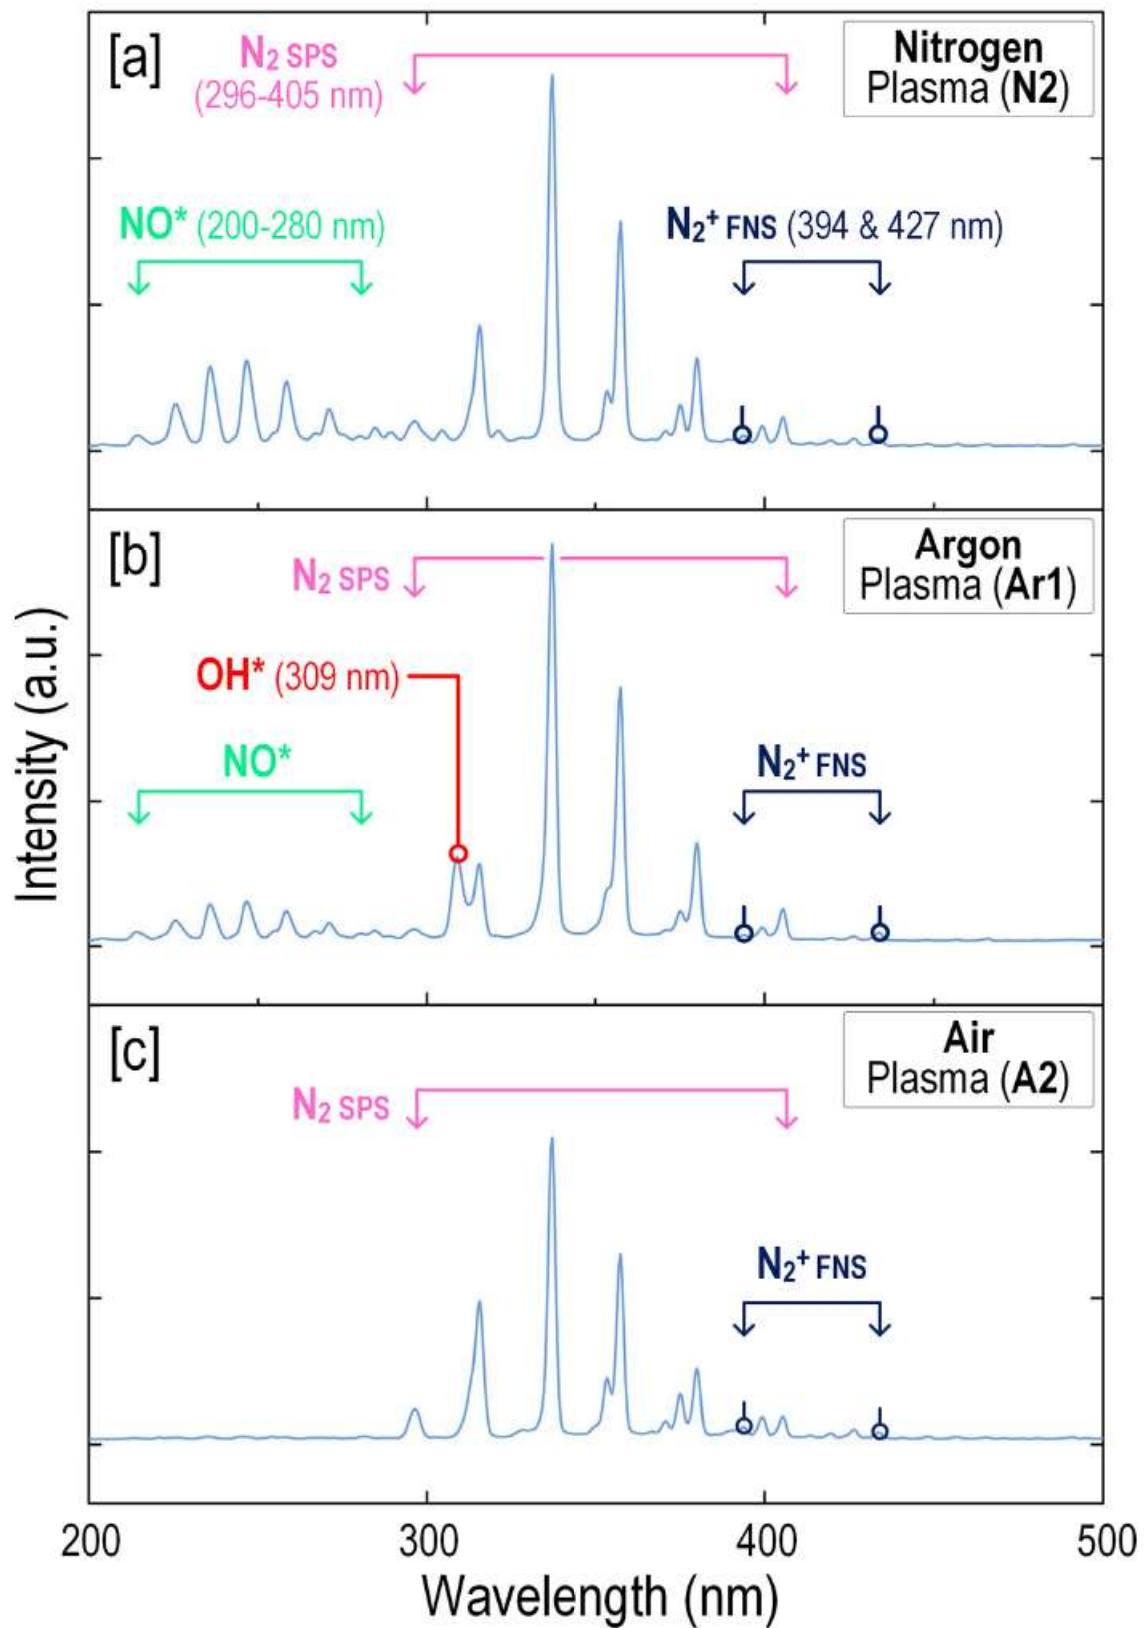 [a]
N₂ SPS
(296-405 nm)
Nitrogen
Plasma (N2)
NO* (200-280 nm)
N₂⁺ FNS (394 & 427 nm)
[b]
N₂ SPS
Argon
Plasma (Ar1)
OH* (309 nm)
NO*
N₂⁺ FNS
[c]
N₂ SPS
Air
Plasma (A2)
N₂⁺ FNS
Intensity (a.u.)
200 300 400 500
Wavelength (nm)